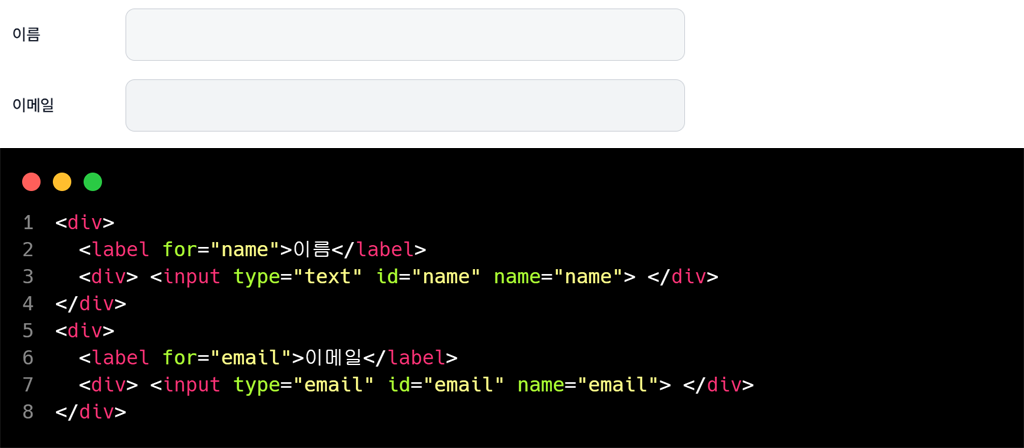 이름
이메일
1 <div>
2   <label for="name">이름</label>
3   <div> <input type="text" id="name" name="name"> </div>
4 </div>
5 <div>
6   <label for="email">이메일</label>
7   <div> <input type="email" id="email" name="email"> </div>
8 </div>